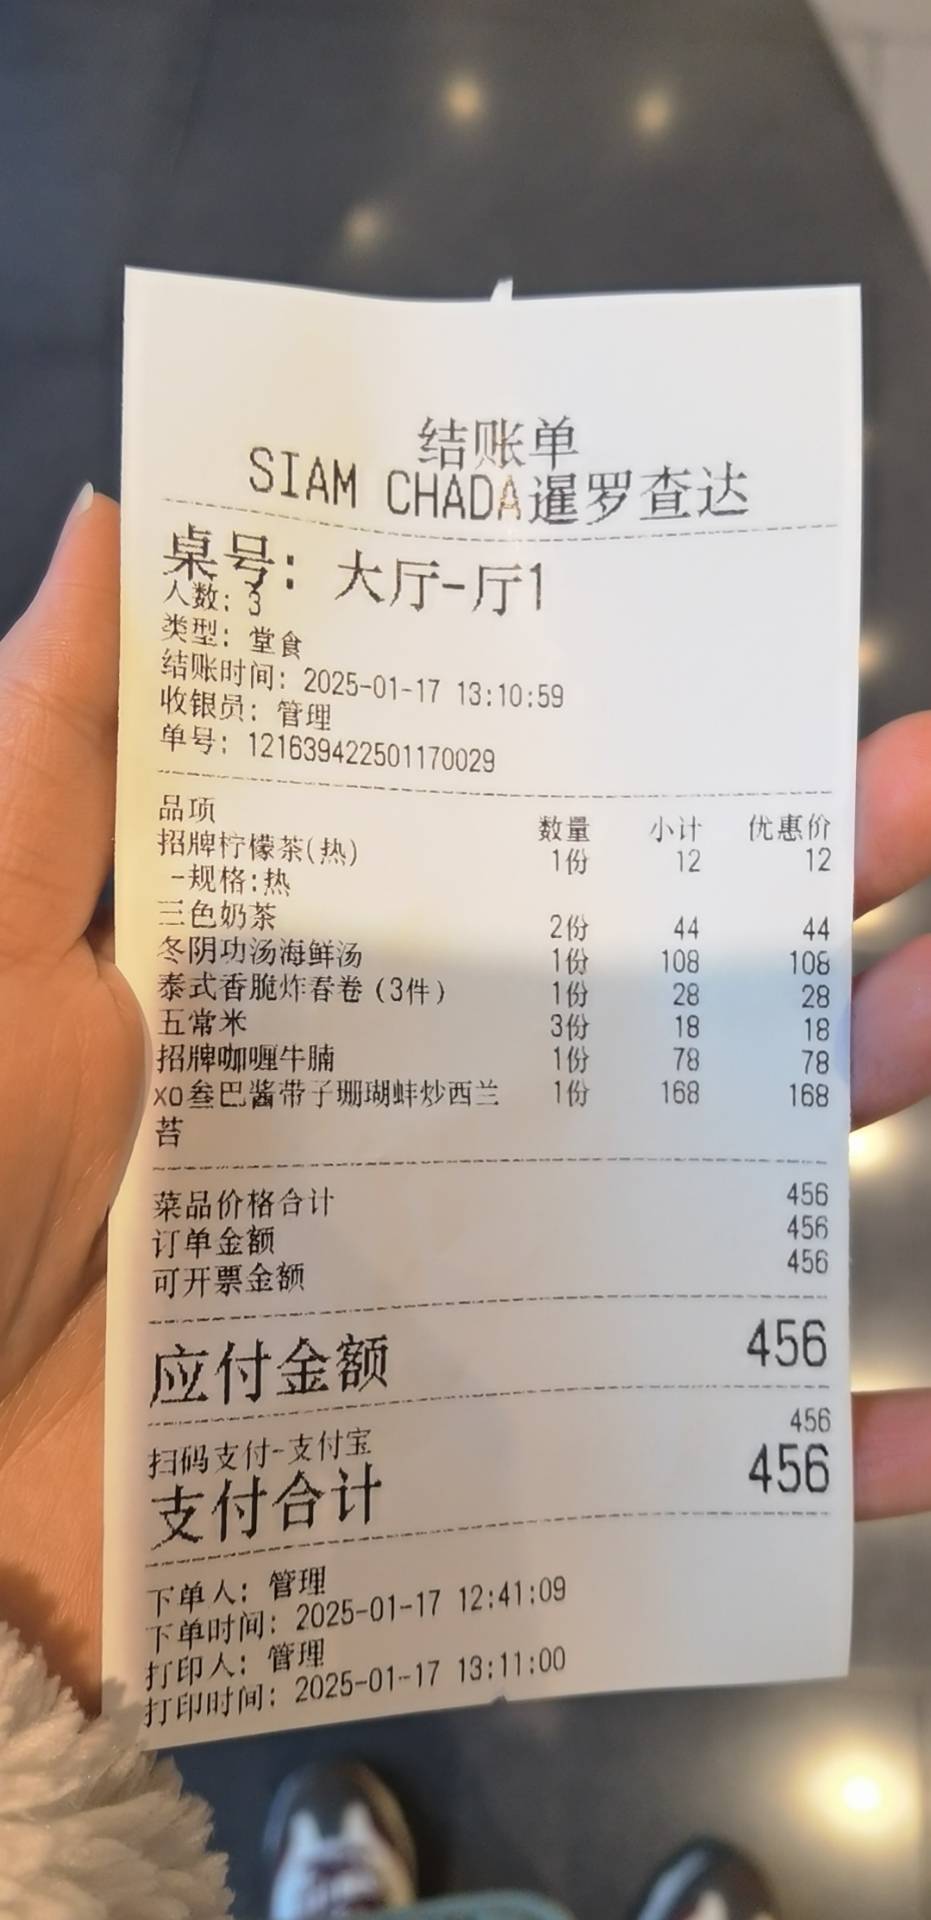 结账单
SIAM CHADA暹罗查达
桌号: 大厅-厅1
人数: 3
类型: 堂食
结账时间: 2025-01-17 13:10:59
收银员: 管理
单号: 121639422501170029
品项 数量 小计 优惠价
招牌柠檬茶(热) 1份 12 12
-规格:热
三色奶茶 2份 44 44
冬阴功汤海鲜汤 1份 108 108
泰式香脆炸春卷(3件) 1份 28 28
五常米 3份 18 18
招牌咖喱牛腩 1份 78 78
XO叁巴酱带子珊瑚蚌炒西兰 1份 168 168
苔
菜品价格合计 456
订单金额 456
可开票金额 456
应付金额 456
扫码支付-支付宝 456
支付合计 456
下单人: 管理
下单时间: 2025-01-17 12:41:09
打印人: 管理
打印时间: 2025-01-17 13:11:00